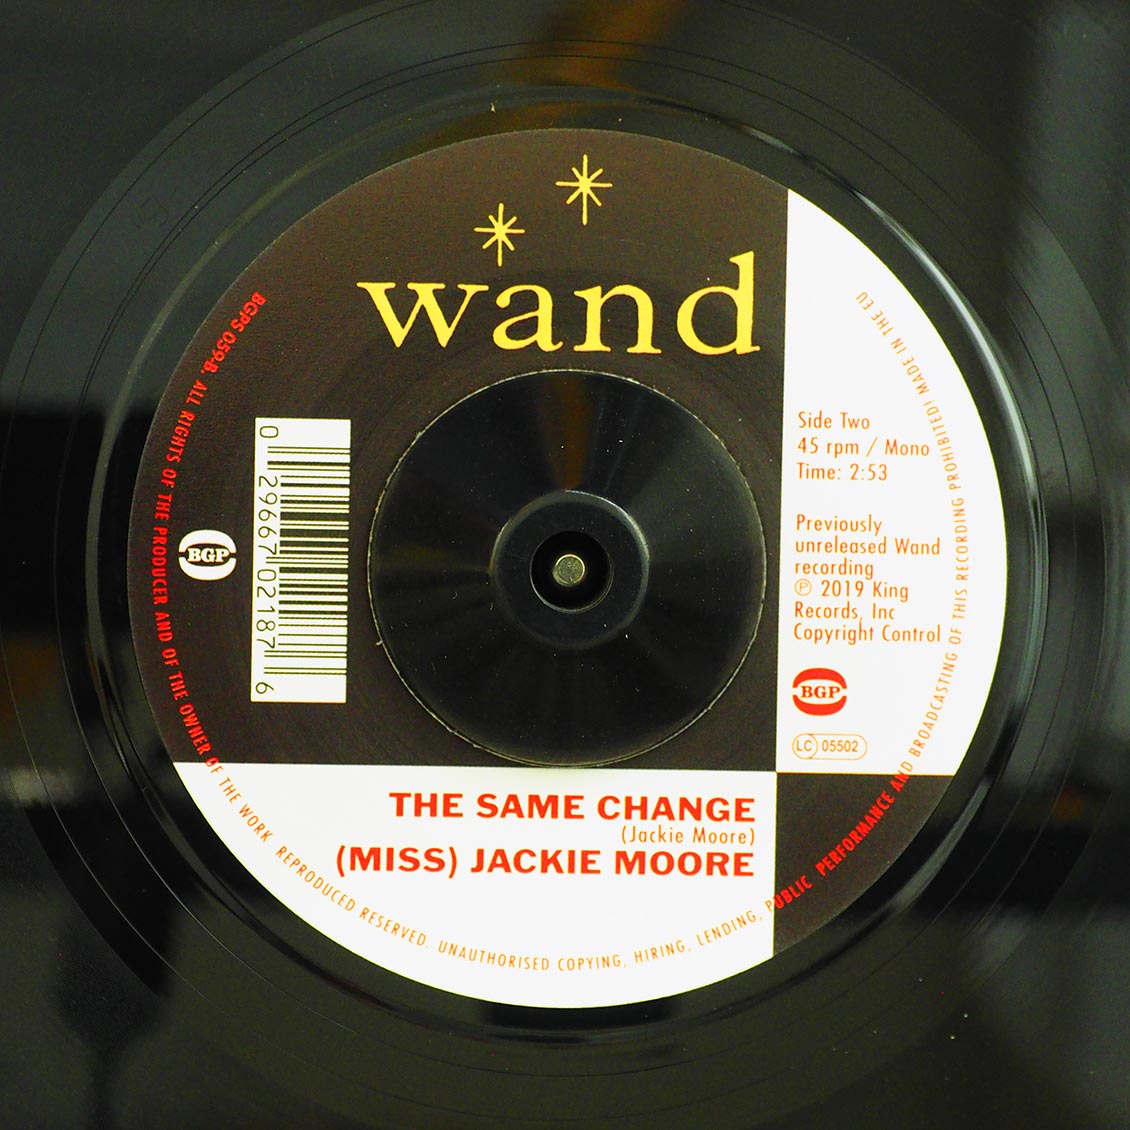 wand
Side Two
45 rpm / Mono
Time: 2:53
Previously
unreleased Wand
recording
℗ 2019 King
Records, Inc
Copyright Control
BGP
LC 05502
BGP
0 29667 02187 6
THE SAME CHANGE
(Jackie Moore)
(MISS) JACKIE MOORE
BGPS 059-B. ALL RIGHTS OF THE PRODUCER AND OF THE OWNER OF THE WORK REPRODUCED RESERVED. UNAUTHORISED COPYING, HIRING, LENDING, PUBLIC PERFORMANCE AND BROADCASTING OF THIS RECORDING PROHIBITED! MADE IN THE EU